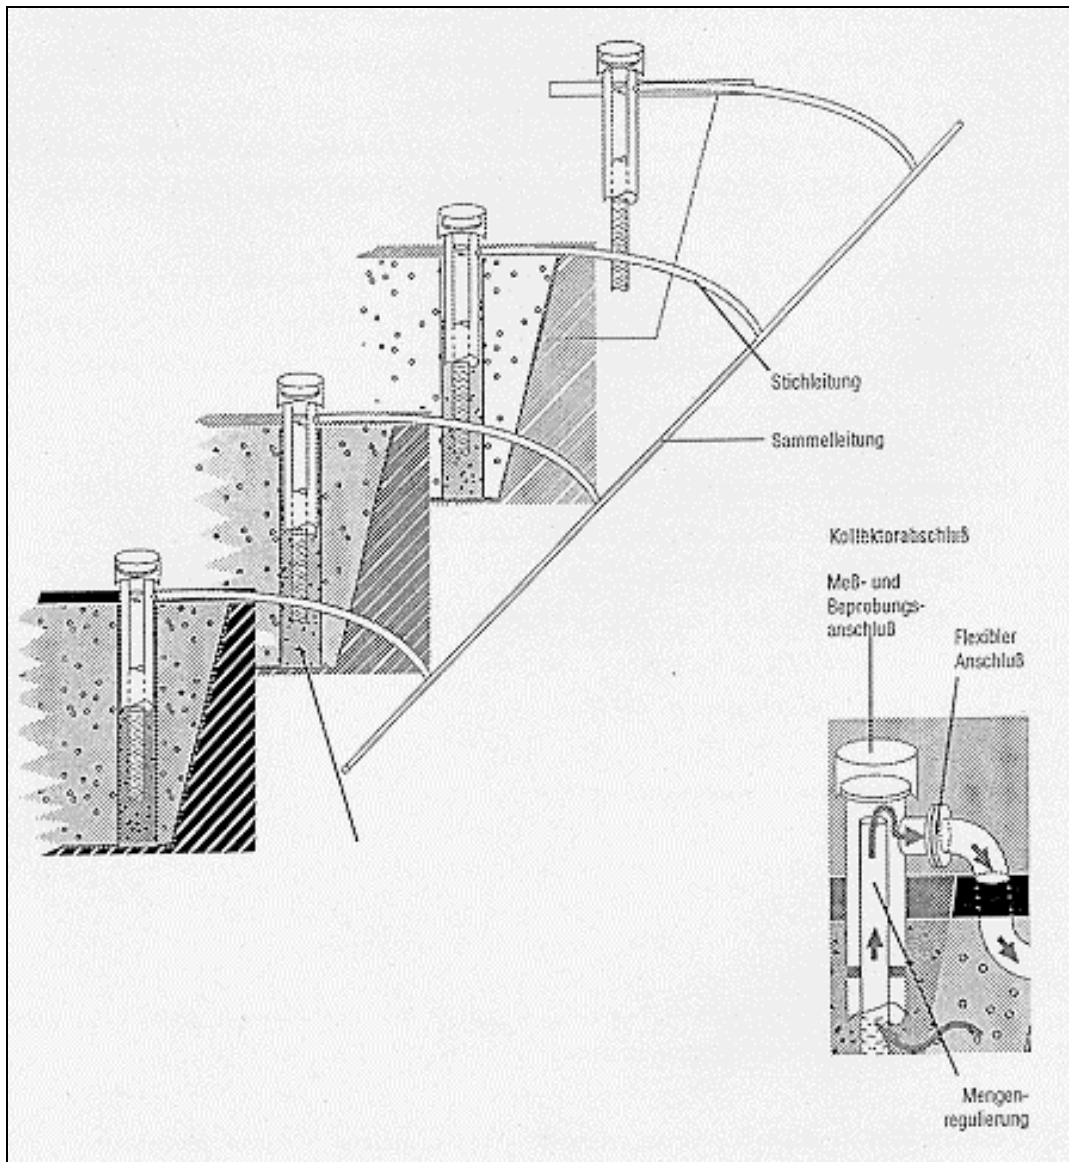 Stichleitung
Sammelleitung
Kollektorabschluß
Meß- und
Beprobungs-
anschluß
Flexibler
Anschluß
Mengen-
regulierung